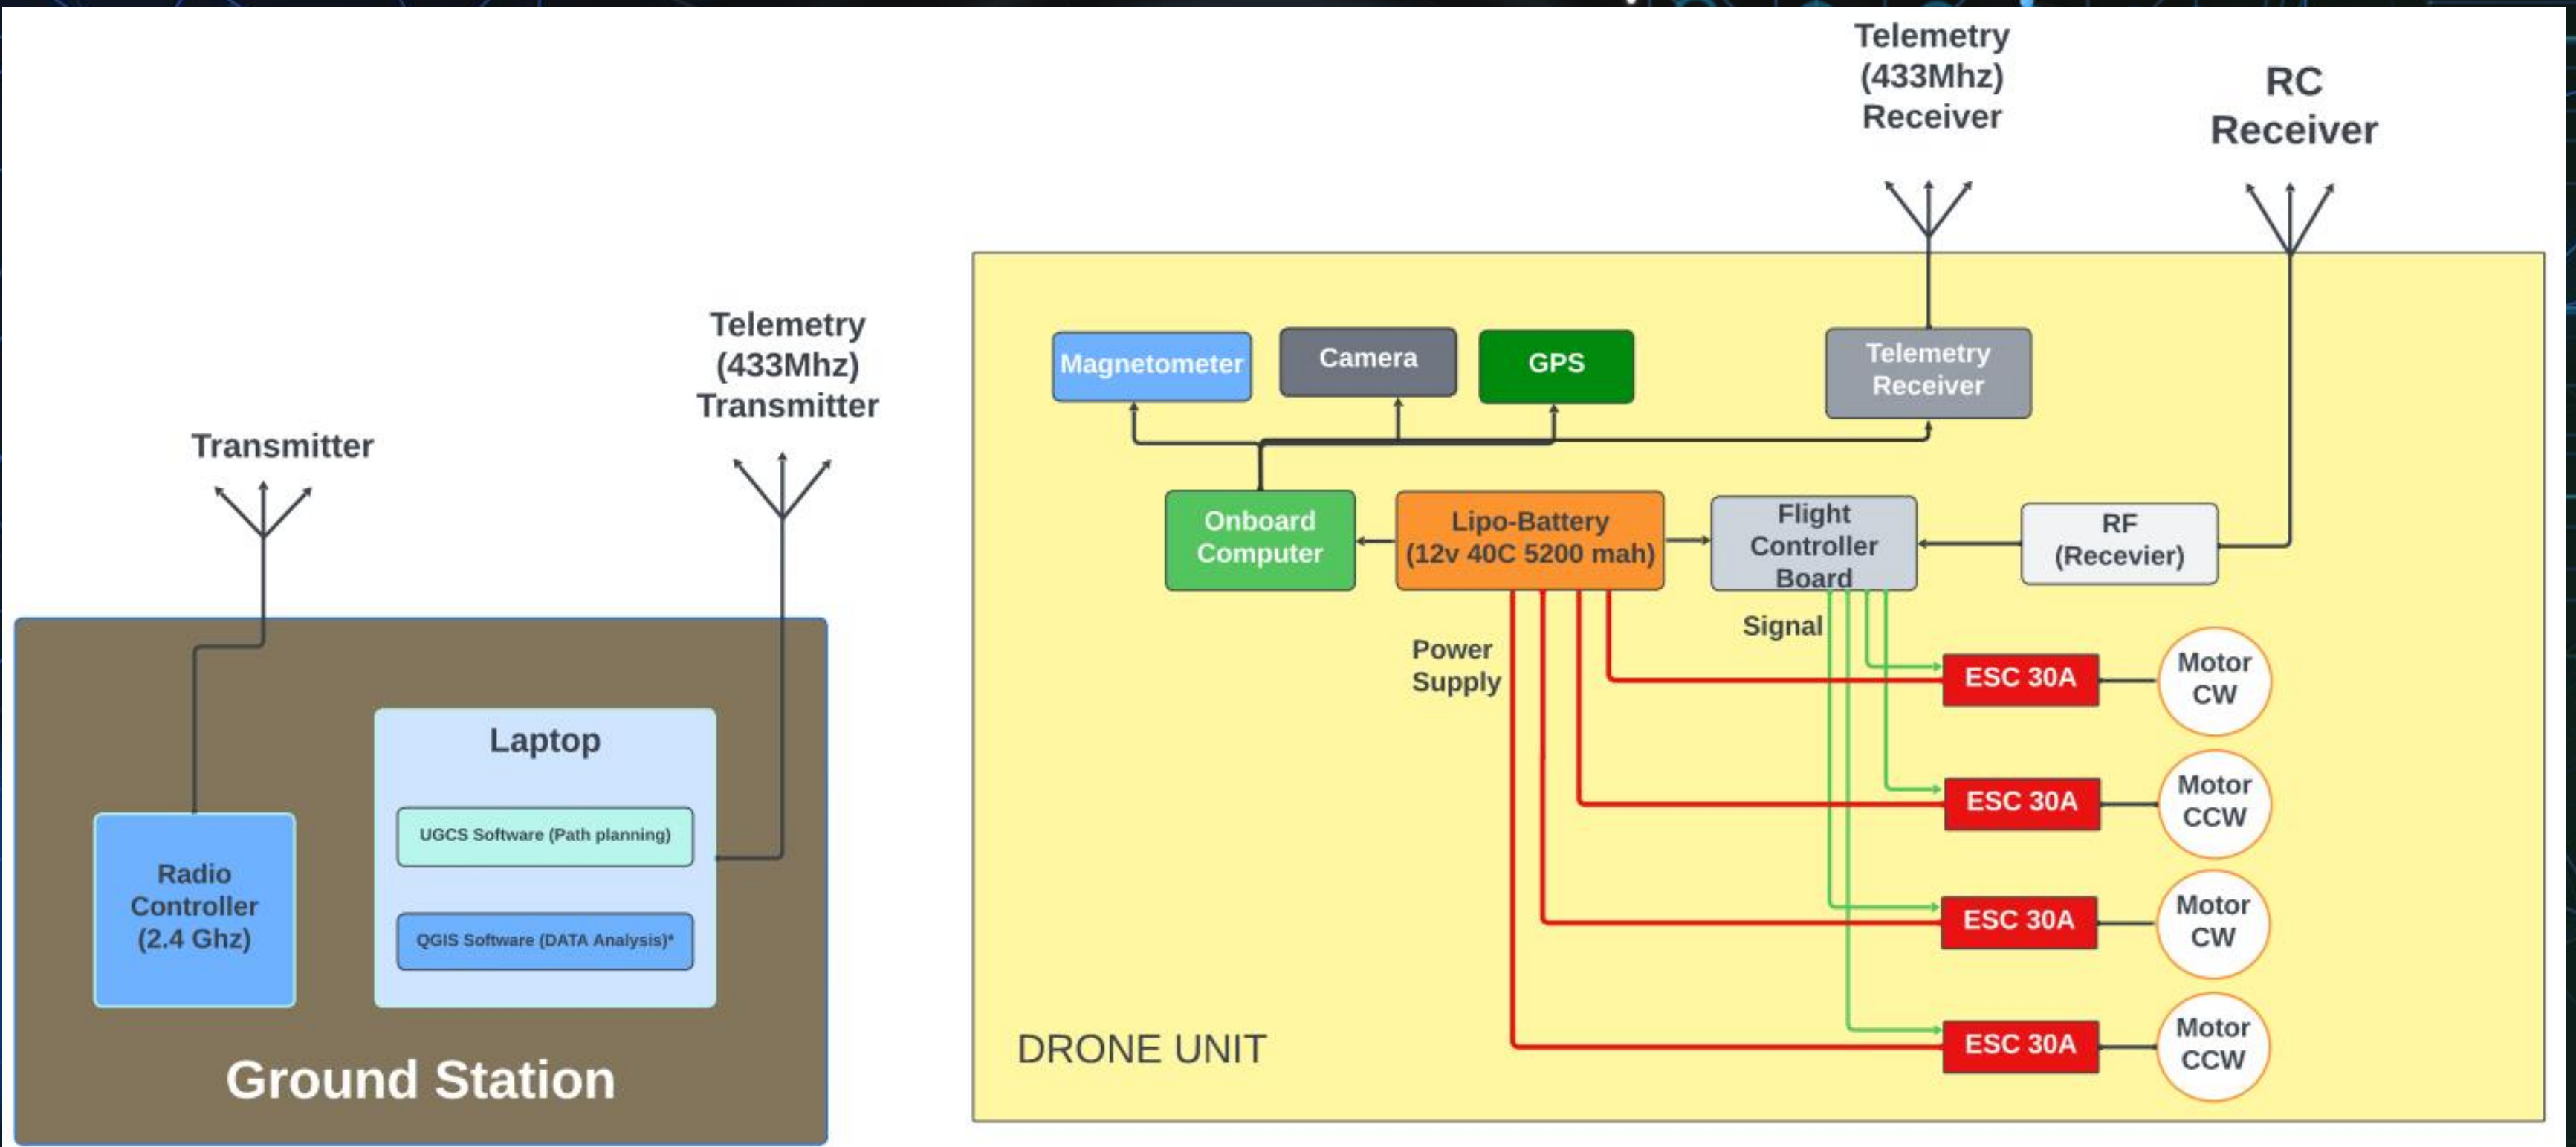 Telemetry
(433Mhz)
Receiver
RC
Receiver
Telemetry
(433Mhz)
Transmitter
Transmitter
Magnetometer
Camera
GPS
Telemetry
Receiver
Onboard
Computer
Lipo-Battery
(12v 40C 5200 mah)
Flight
Controller
Board
RF
(Recevier)
Power
Supply
Signal
ESC 30A
Motor
CW
ESC 30A
Motor
CCW
ESC 30A
Motor
CW
ESC 30A
Motor
CCW
DRONE UNIT
Laptop
UGCS Software (Path planning)
QGIS Software (DATA Analysis)*
Radio
Controller
(2.4 Ghz)
Ground Station